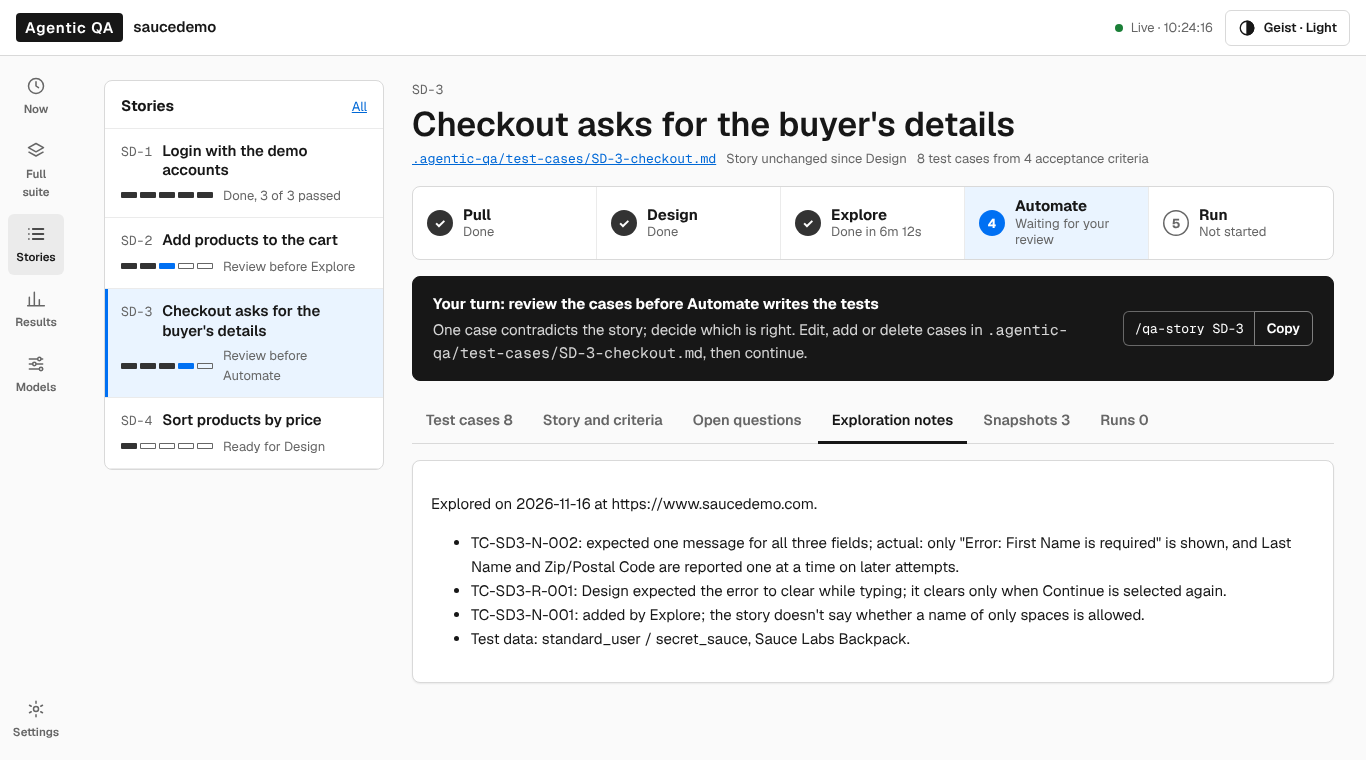 Agentic QA saucedemo
Live · 10:24:16
Geist · Light
Now
Full
suite
Stories
Results
Models
Settings
Stories
All
SD-1 Login with the demo
accounts
Done, 3 of 3 passed
SD-2 Add products to the cart
Review before Explore
SD-3 Checkout asks for the
buyer's details
Review before
Automate
SD-4 Sort products by price
Ready for Design
SD-3
Checkout asks for the buyer's details
.agentic-qa/test-cases/SD-3-checkout.md Story unchanged since Design 8 test cases from 4 acceptance criteria
Pull
Done
Design
Done
Explore
Done in 6m 12s
4
Automate
Waiting for your
review
5
Run
Not started
Your turn: review the cases before Automate writes the tests
One case contradicts the story; decide which is right. Edit, add or delete cases in .agentic-
qa/test-cases/SD-3-checkout.md, then continue.
/qa-story SD-3 Copy
Test cases 8 Story and criteria Open questions Exploration notes Snapshots 3 Runs 0
Explored on 2026-11-16 at https://www.saucedemo.com.
• TC-SD3-N-002: expected one message for all three fields; actual: only "Error: First Name is required" is shown, and Last
Name and Zip/Postal Code are reported one at a time on later attempts.
• TC-SD3-R-001: Design expected the error to clear while typing; it clears only when Continue is selected again.
• TC-SD3-N-001: added by Explore; the story doesn't say whether a name of only spaces is allowed.
• Test data: standard_user / secret_sauce, Sauce Labs Backpack.